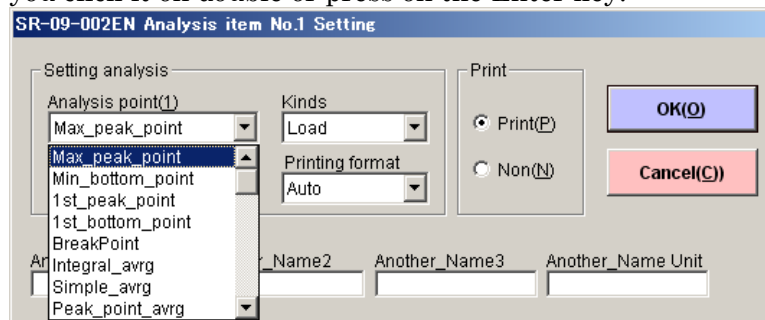 you click it on double or press on the Enter key.
SR-09-002EN Analysis item No.1 Setting
Setting analysis
Print
Analysis point(1)
Kinds
Max_peak_point
Load
Print(P)
OK(O)
Max_peak_point
Min_bottom_point
1st_peak_point
1st_bottom_point
BreakPoint
Integral_avrg
Simple_avrg
Peak_point_avrg
Printing format
Auto
Non(N)
Cancel(C))
_Name2
Another_Name3
Another_Name Unit